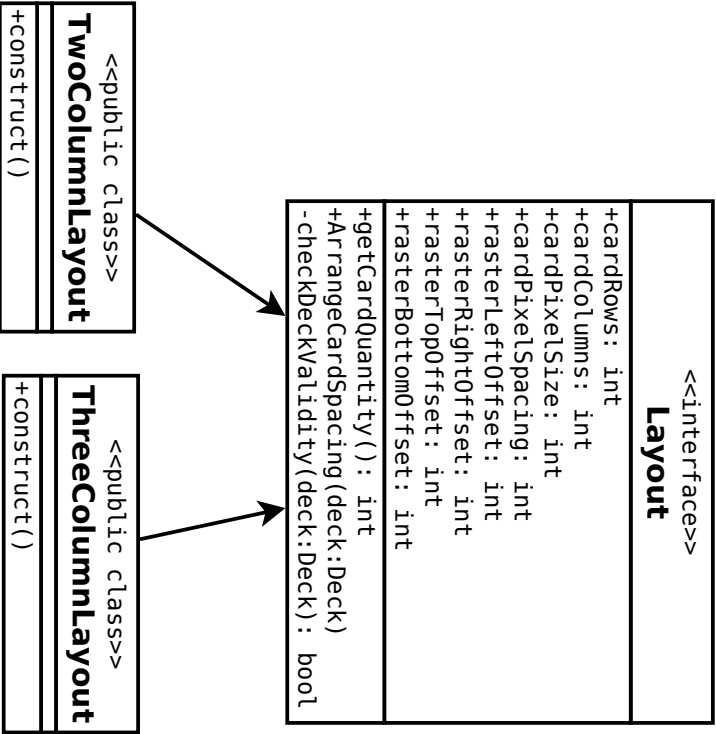 <<interface>>
Layout
+cardRows: int
+cardColumns: int
+cardPixelSize: int
+cardPixelSpacing: int
+rasterLeftOffset: int
+rasterRightOffset: int
+rasterTopOffset: int
+rasterBottomOffset: int
+getCardQuantity(): int
+ArrangeCardSpacing(deck:Deck)
-checkDeckValidity(deck:Deck): bool
<<public class>>
TwoColumnLayout
+construct()
<<public class>>
ThreeColumnLayout
+construct()